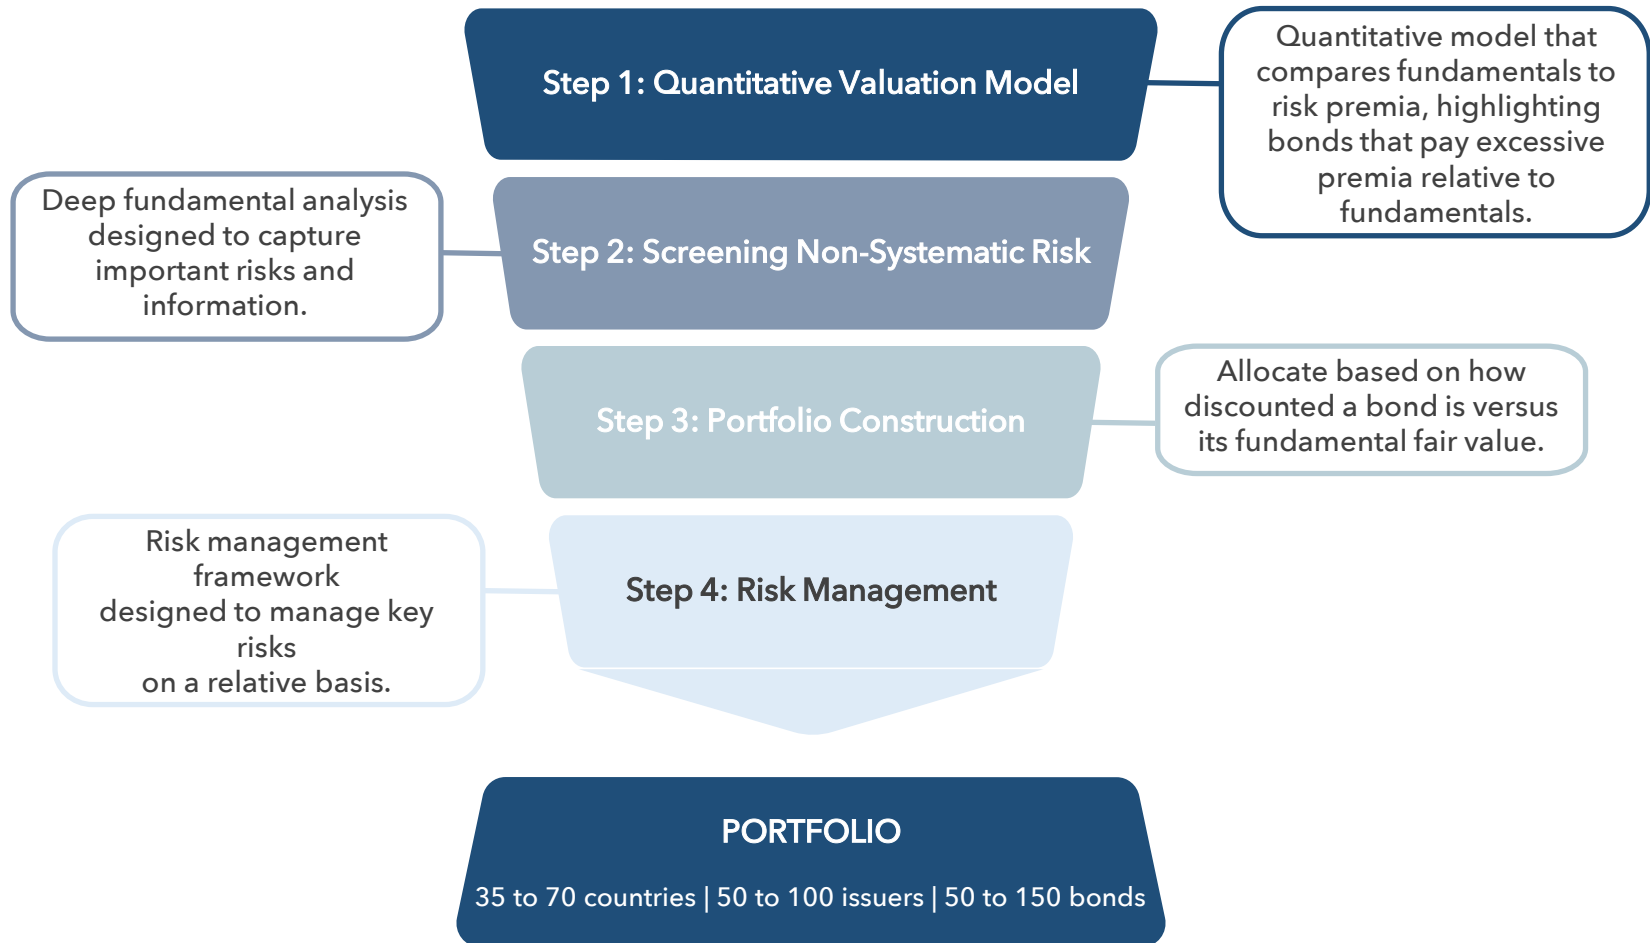 Step 1: Quantitative Valuation Model
Quantitative model that
compares fundamentals to
risk premia, highlighting
bonds that pay excessive
premia relative to
fundamentals.
Step 2: Screening Non-Systematic Risk
Deep fundamental analysis
designed to capture
important risks and
information.
Step 3: Portfolio Construction
Allocate based on how
discounted a bond is versus
its fundamental fair value.
Step 4: Risk Management
Risk management
framework
designed to manage key
risks
on a relative basis.
PORTFOLIO
35 to 70 countries | 50 to 100 issuers | 50 to 150 bonds